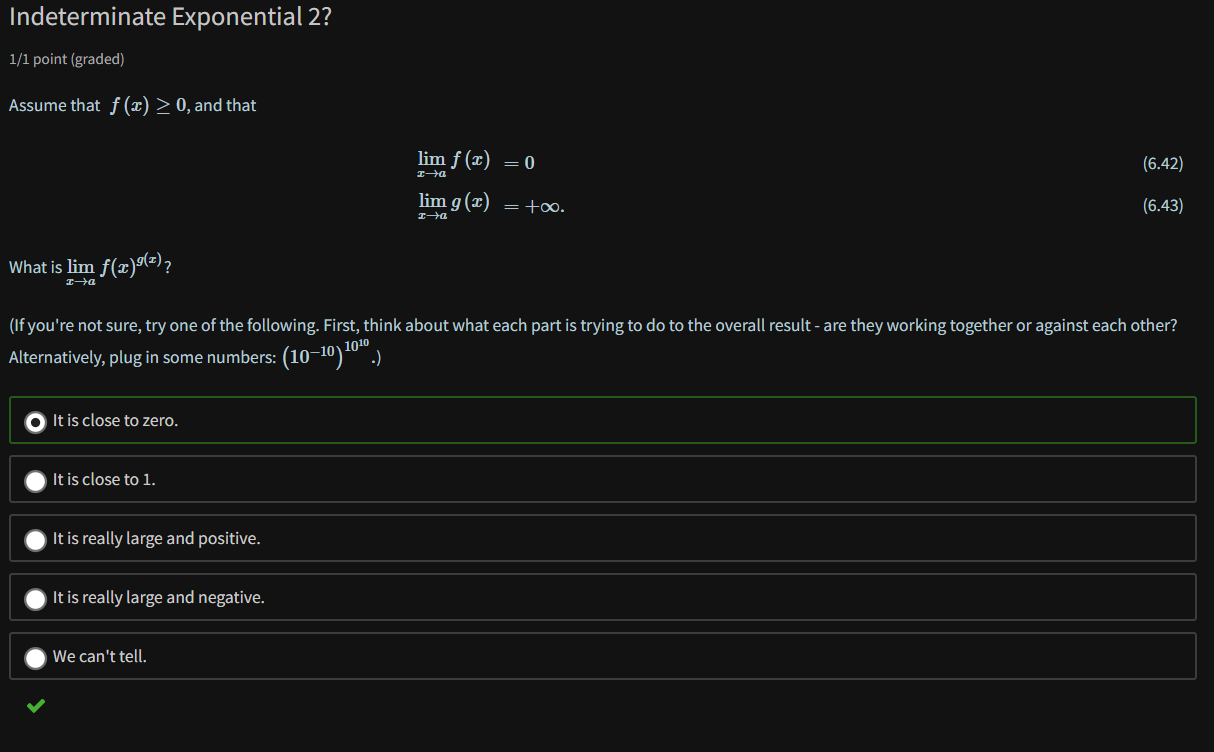 Indeterminate Exponential 2?
1/1 point (graded)
Assume that f (x) ≥ 0, and that
lim x→a f (x) = 0 (6.42)
lim x→a g (x) = +∞. (6.43)
What is lim x→a f(x)^g(x)?
(If you're not sure, try one of the following. First, think about what each part is trying to do to the overall result - are they working together or against each other?
Alternatively, plug in some numbers: (10^−10)^10^10.)
It is close to zero.
It is close to 1.
It is really large and positive.
It is really large and negative.
We can't tell.